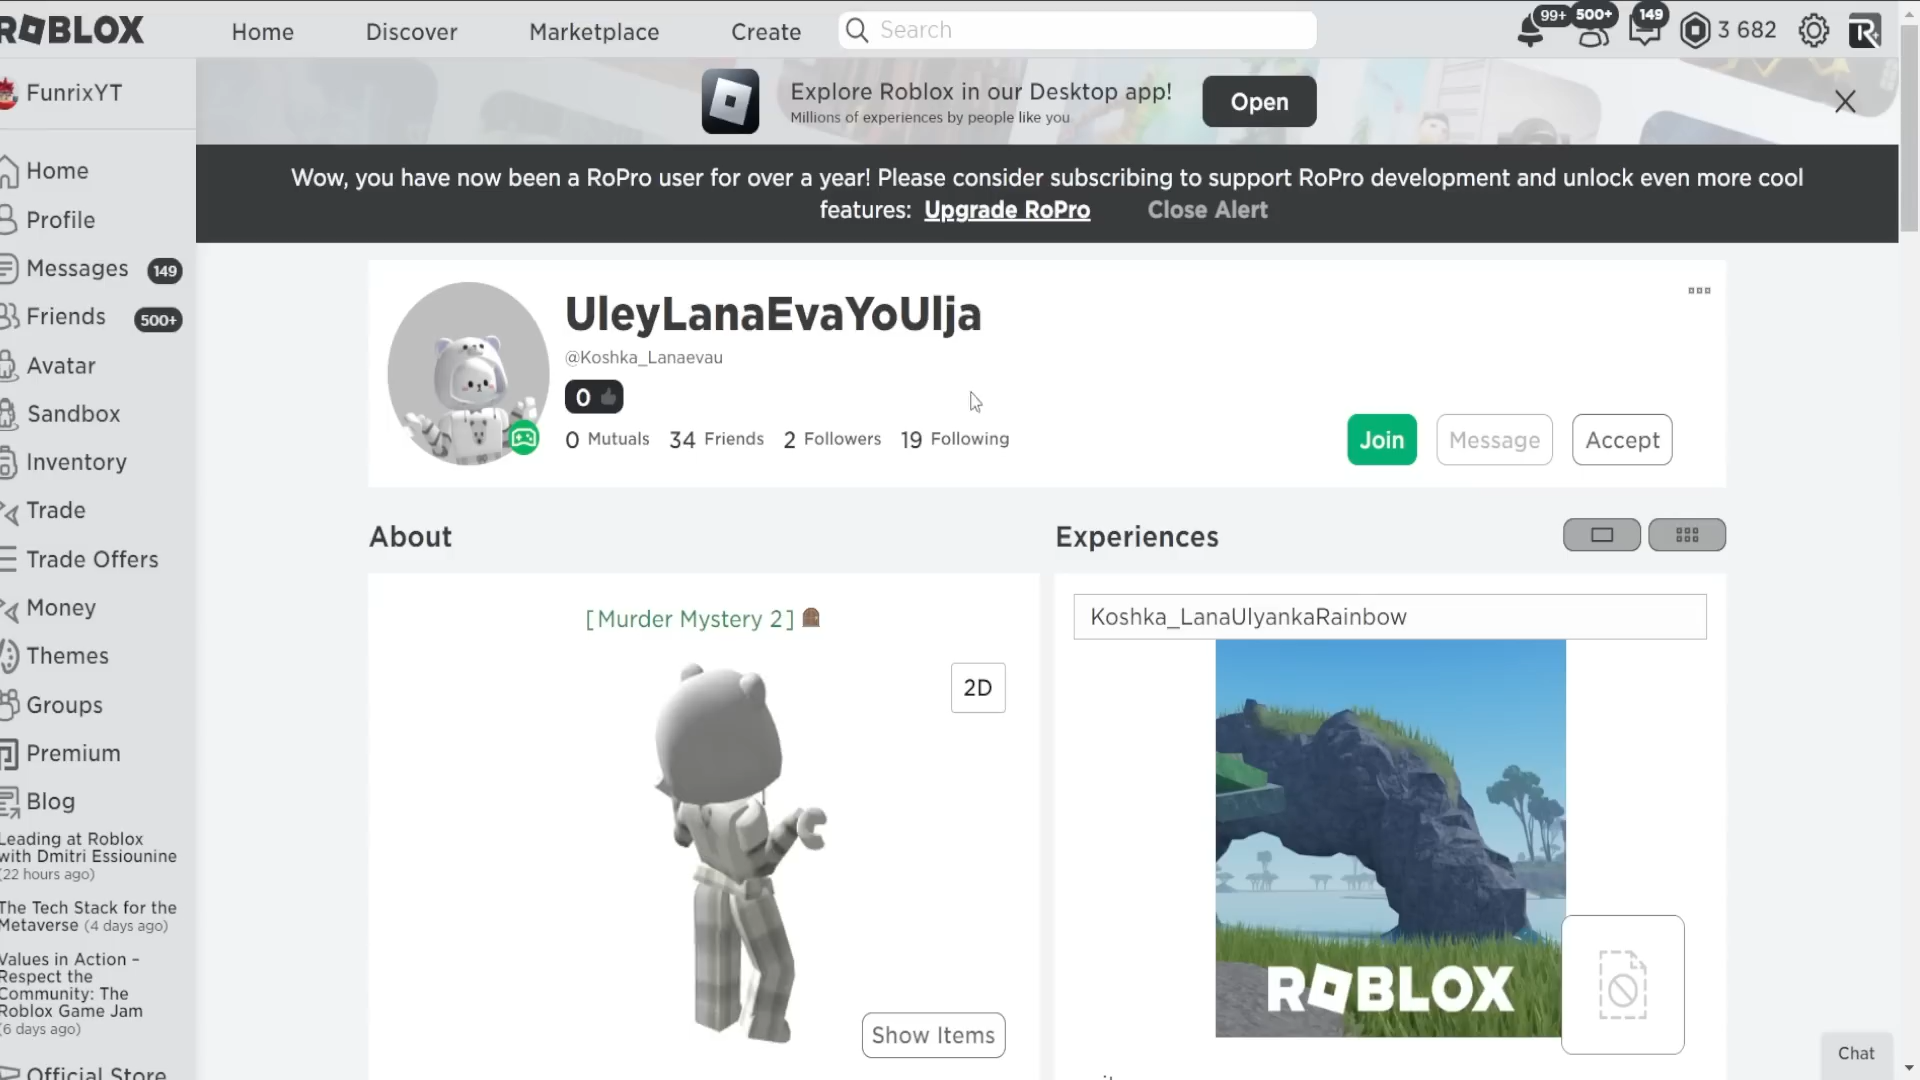 ROBLOX
Home
Discover
Marketplace
Create
Search
99+
500+
149
3 682
FunrixYT
Explore Roblox in our Desktop app!
Millions of experiences by people like you
Open
Wow, you have now been a RoPro user for over a year! Please consider subscribing to support RoPro development and unlock even more cool
features: Upgrade RoPro Close Alert
Home
Profile
Messages 149
Friends 500+
Avatar
Sandbox
Inventory
Trade
Trade Offers
Money
Themes
Groups
Premium
Blog
Leading at Roblox
with Dmitri Essiounine
(22 hours ago)
The Tech Stack for the
Metaverse (4 days ago)
Values in Action –
Respect the
Community: The
Roblox Game Jam
(6 days ago)
Official Store
UleyLanaEvaYoUlja
@Koshka_Lanaevau
0
0 Mutuals 34 Friends 2 Followers 19 Following
Join
Message
Accept
About
[Murder Mystery 2]
2D
Show Items
Experiences
Koshka_LanaUlyankaRainbow
ROBLOX
Chat